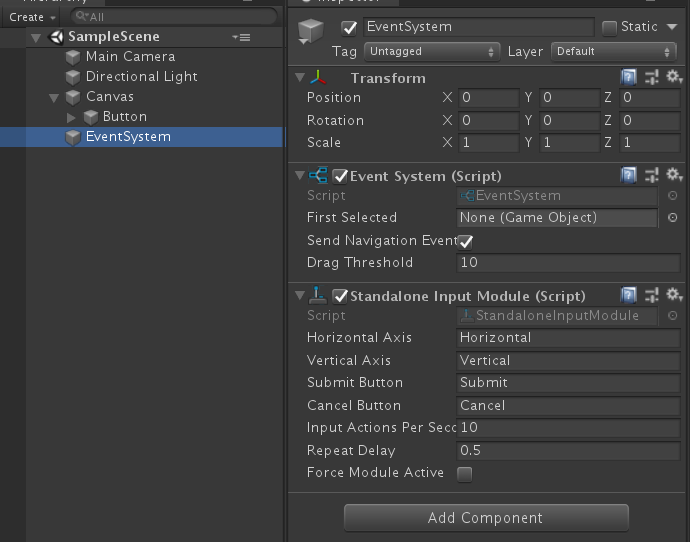 Create
All
SampleScene
Main Camera
Directional Light
Canvas
Button
EventSystem
EventSystem
Static
Tag Untagged Layer Default
Transform
Position X 0 Y 0 Z 0
Rotation X 0 Y 0 Z 0
Scale X 1 Y 1 Z 1
Event System (Script)
Script EventSystem
First Selected None (Game Object)
Send Navigation Event
Drag Threshold 10
Standalone Input Module (Script)
Script StandaloneInputModule
Horizontal Axis Horizontal
Vertical Axis Vertical
Submit Button Submit
Cancel Button Cancel
Input Actions Per Seco 10
Repeat Delay 0.5
Force Module Active
Add Component